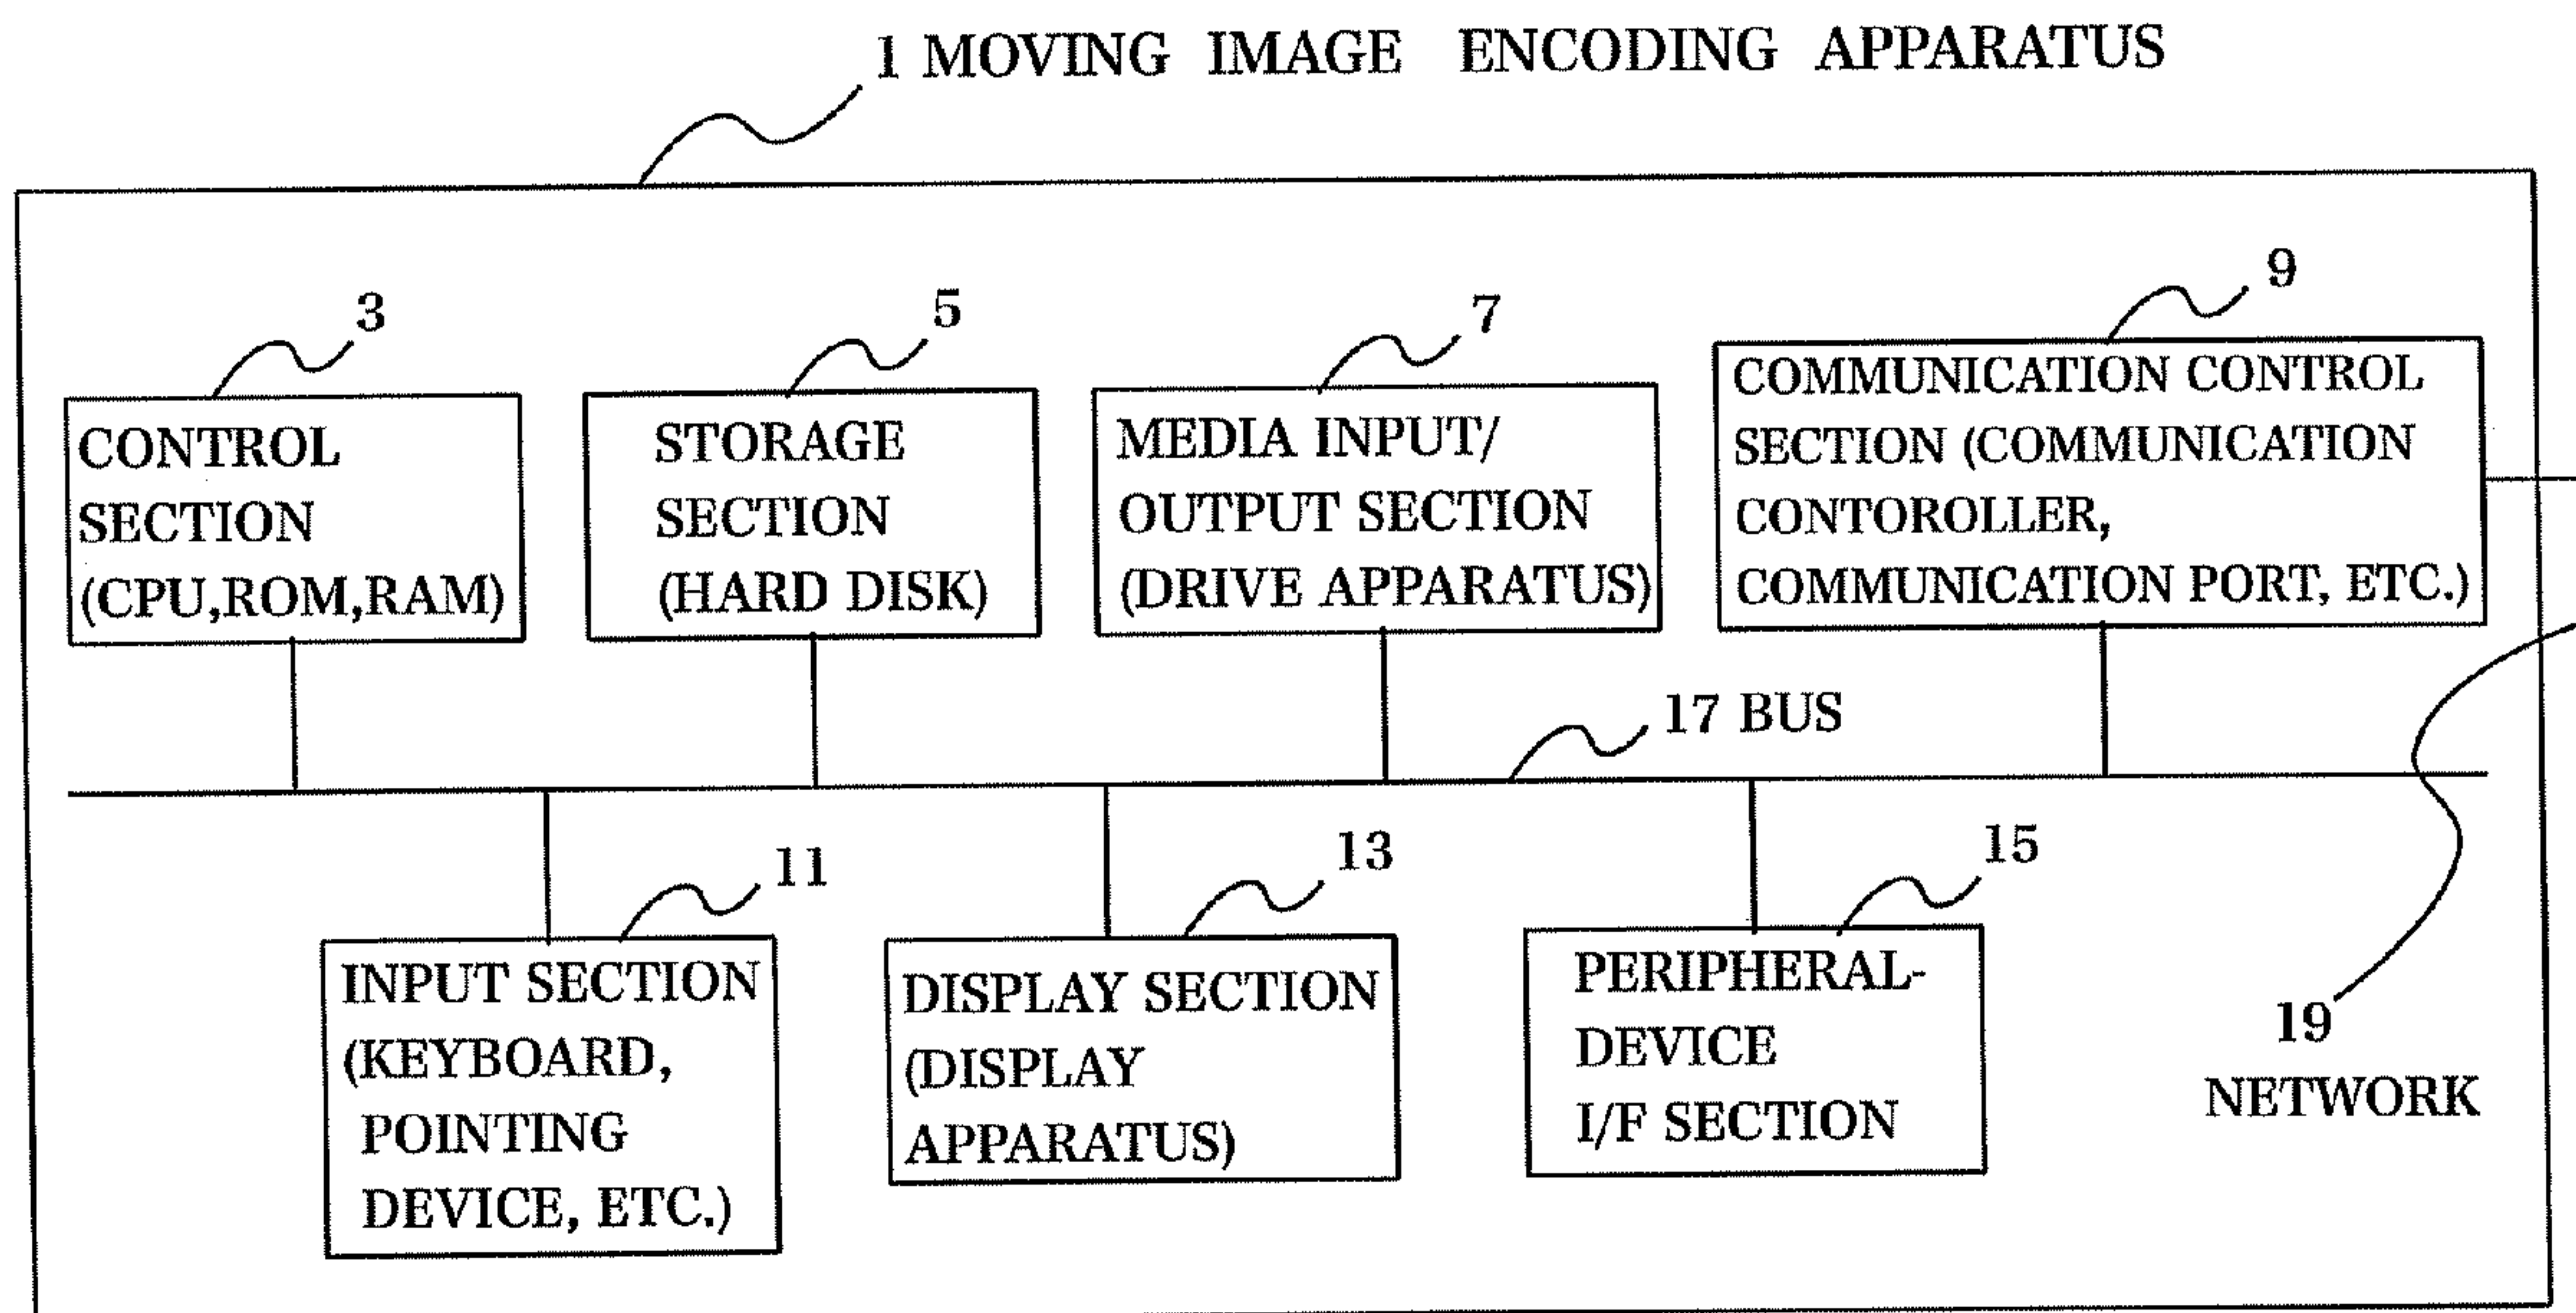 1 MOVING IMAGE ENCODING APPARATUS
3
CONTROL
SECTION
(CPU,ROM,RAM)
5
STORAGE
SECTION
(HARD DISK)
7
MEDIA INPUT/
OUTPUT SECTION
(DRIVE APPARATUS)
9
COMMUNICATION CONTROL
SECTION (COMMUNICATION
CONTOROLLER,
COMMUNICATION PORT, ETC.)
17 BUS
11
INPUT SECTION
(KEYBOARD,
POINTING
DEVICE, ETC.)
13
DISPLAY SECTION
(DISPLAY
APPARATUS)
15
PERIPHERAL-
DEVICE
I/F SECTION
19
NETWORK